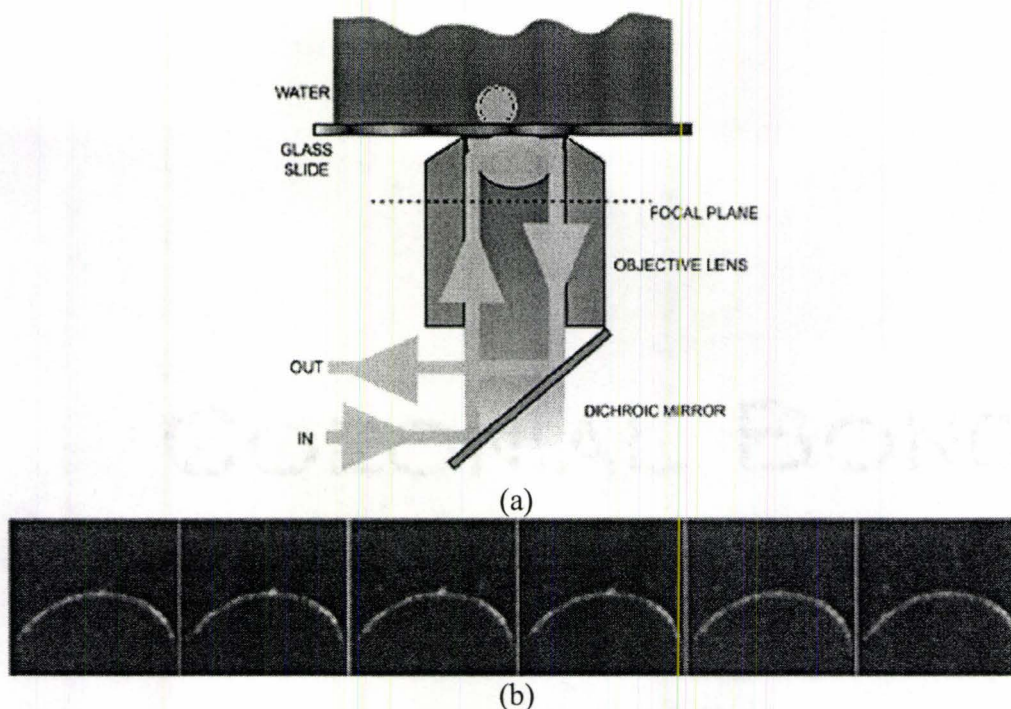 WATER
GLASS
SLIDE
FOCAL PLANE
OBJECTIVE LENS
OUT
DICHROIC MIRROR
IN
(a)
(b)